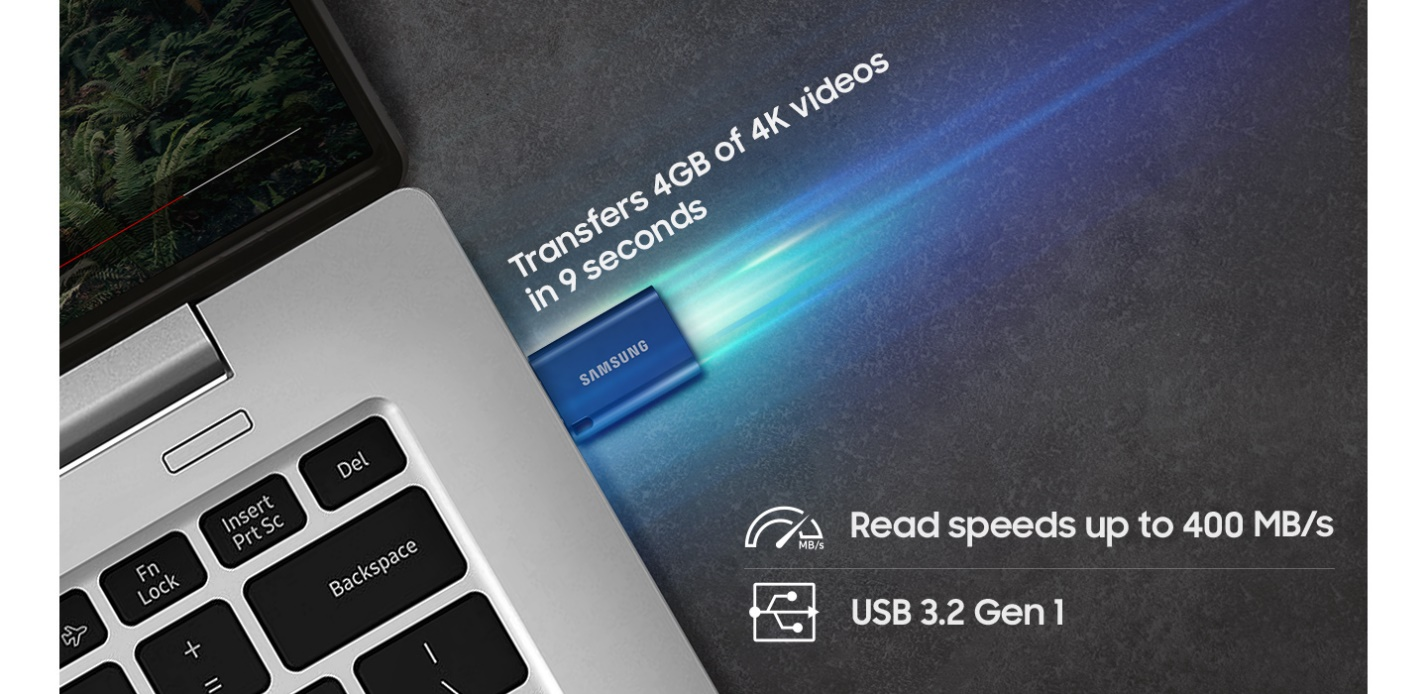 Transfers 4GB of 4K videos
in 9 seconds
SAMSUNG
Del
Insert
Prt Sc
Fn
Lock
Backspace
+
=
|
\
MB/s
Read speeds up to 400 MB/s
USB 3.2 Gen 1